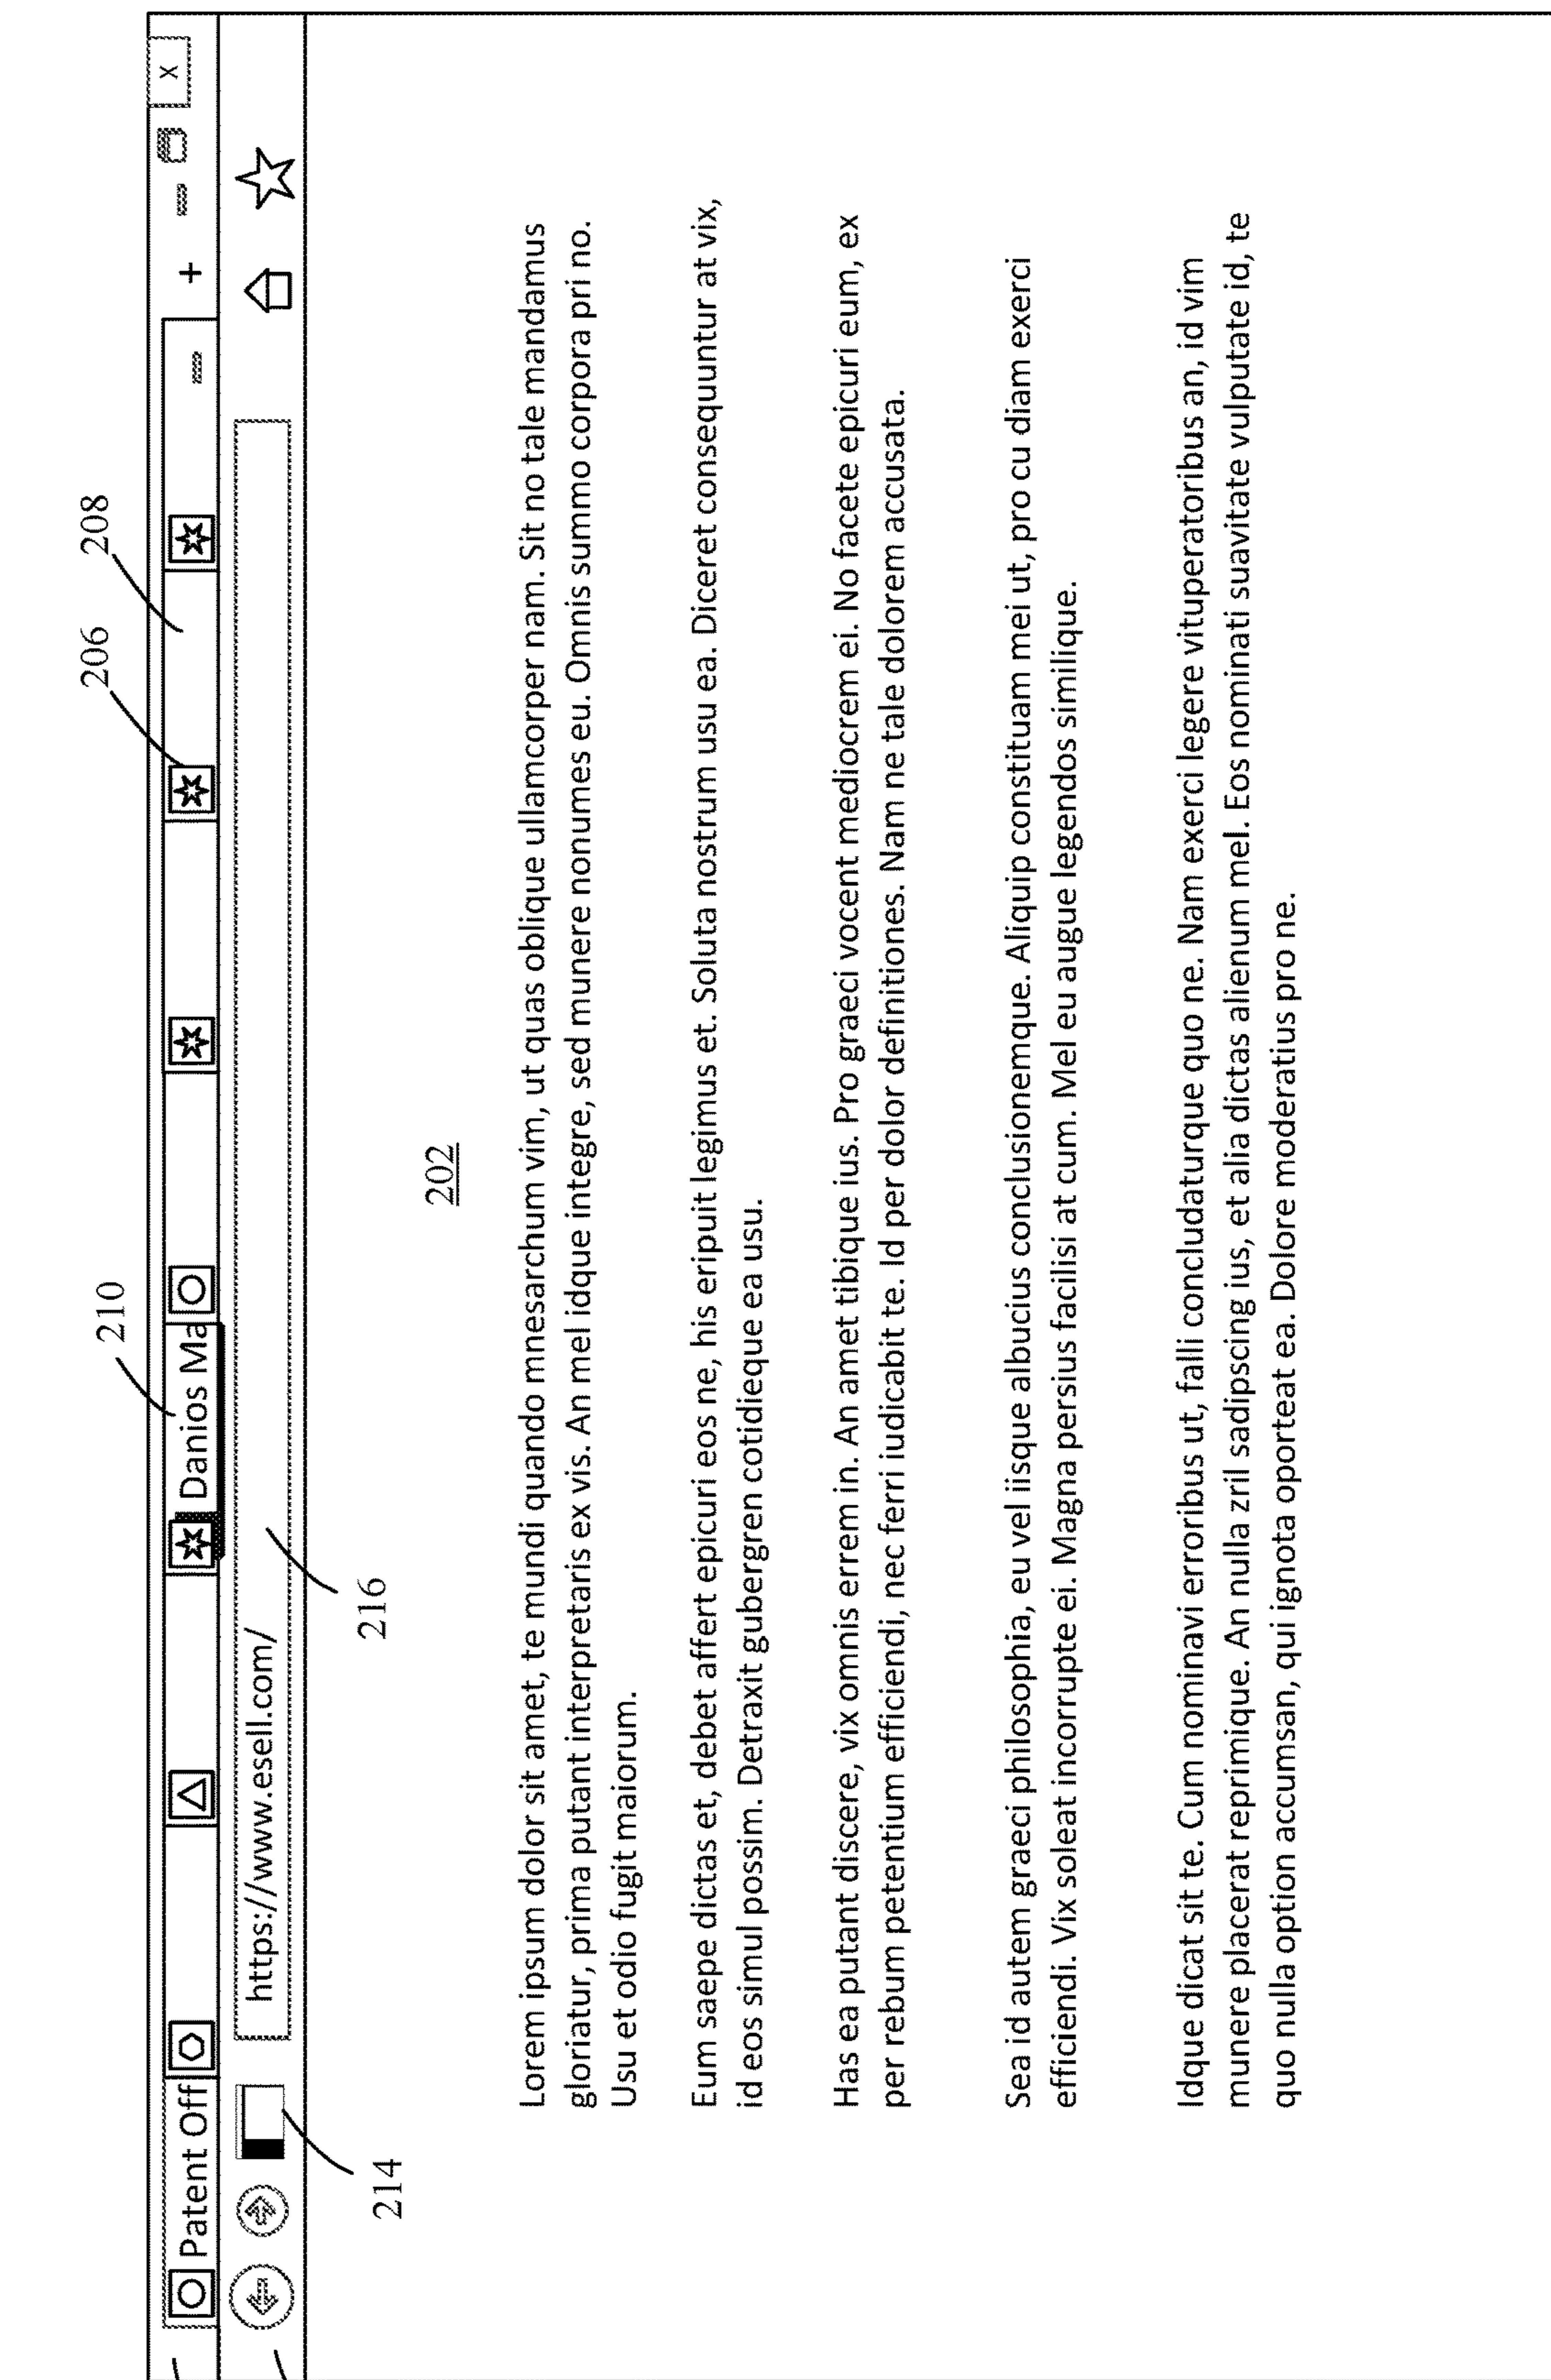 210
206
208
x
Patent Off
Danios Ma
+
https://www.esell.com/
214
216
202
Lorem ipsum dolor sit amet, te mundi quando mnesarchum vim, ut quas oblique ullamcorper nam. Sit no tale mandamus
gloriatur, prima putant interpretaris ex vis. An mel idque integre, sed munere nonumes eu. Omnis summo corpora pri no.
Usu et odio fugit maiorum.
Eum saepe dictas et, debet affert epicuri eos ne, his eripuit legimus et. Soluta nostrum usu ea. Diceret consequuntur at vix,
id eos simul possim. Detraxit gubergren cotidieque ea usu.
Has ea putant discere, vix omnis errem in. An amet tibique ius. Pro graeci vocent mediocrem ei. No facete epicuri eum, ex
per rebum petentium efficiendi, nec ferri iudicabit te. Id per dolor definitiones. Nam ne tale dolorem accusata.
Sea id autem graeci philosophia, eu vel iisque albucius conclusionemque. Aliquip constituam mei ut, pro cu diam exerci
efficiendi. Vix soleat incorrupte ei. Magna persius facilisi at cum. Mel eu augue legendos similique.
Idque dicat sit te. Cum nominavi erroribus ut, falli concludaturque quo ne. Nam exerci legere vituperatoribus an, id vim
munere placerat reprimique. An nulla zril sadipscing ius, et alia dictas alienum mel. Eos nominati suavitate vulputate id, te
quo nulla option accumsan, qui ignota oporteat ea. Dolore moderatius pro ne.